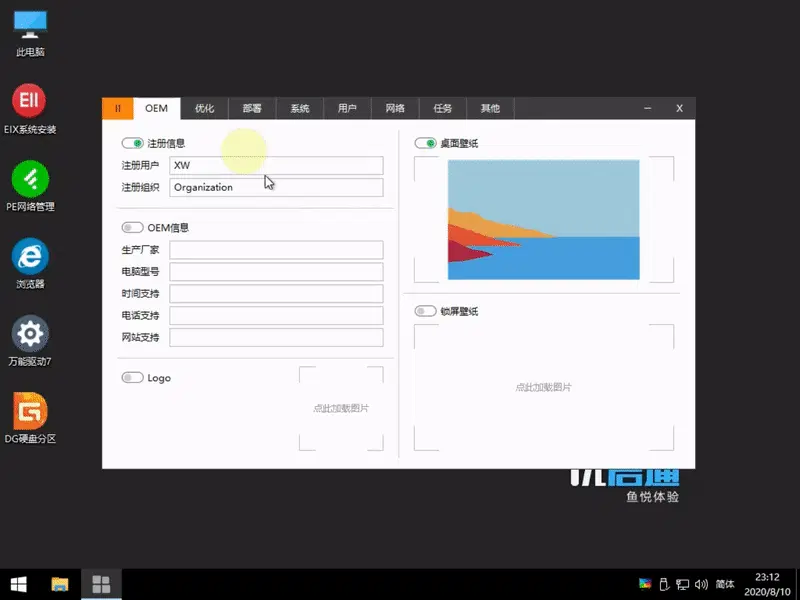 此电脑
EII
EIX系统安装
PE网络管理
浏览器
万能驱动7
DG硬盘分区
OEM 优化 部署 系统 用户 网络 任务 其他
注册信息
注册用户 XW
注册组织 Organization
OEM信息
生产厂家
电脑型号
时间支持
电话支持
网站支持
Logo
点此加载图片
桌面壁纸
锁屏壁纸
点此加载图片
优启通
鱼悦体验
简体
23:12
2020/8/10